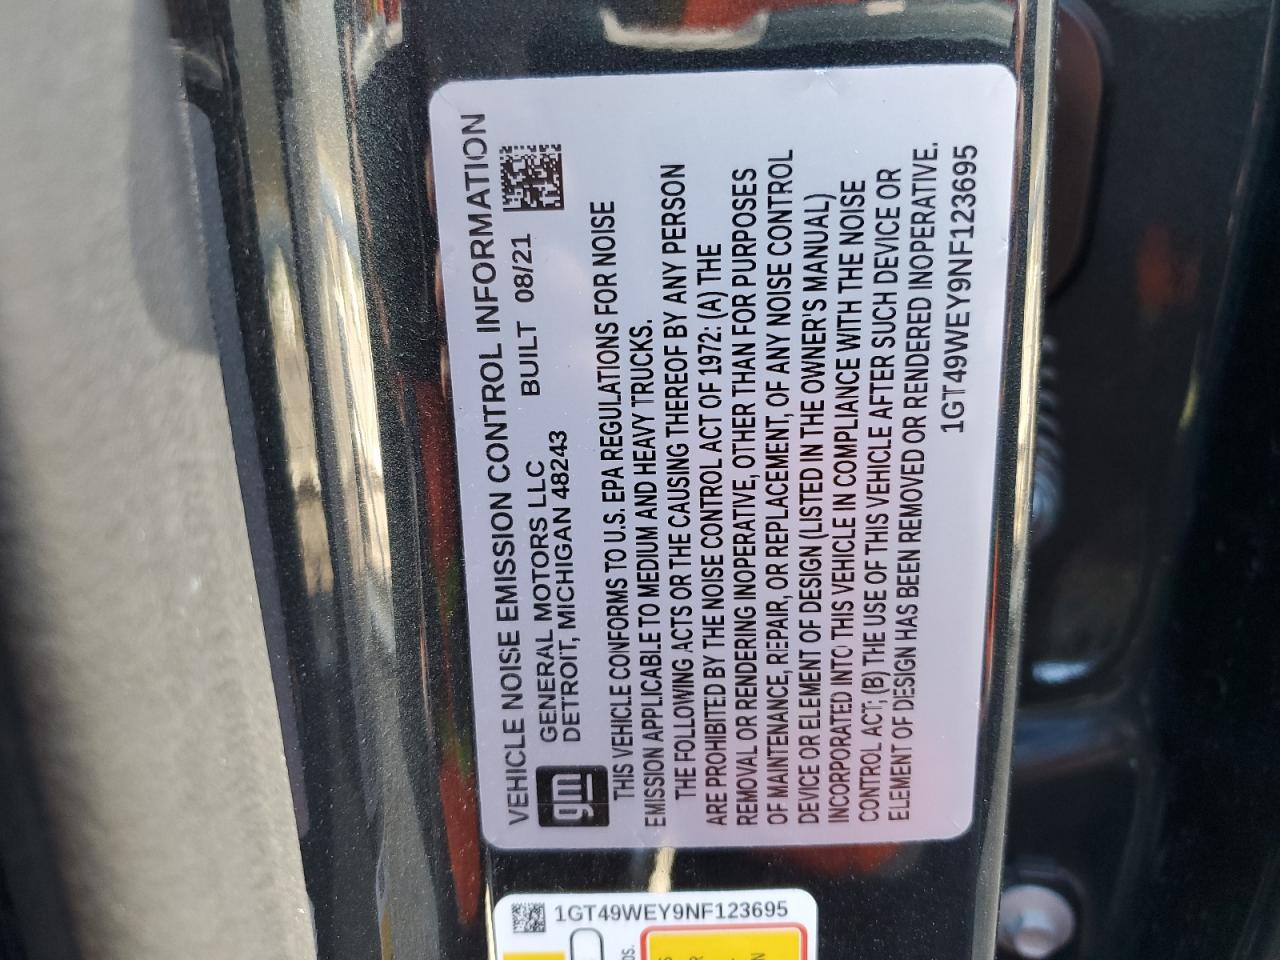 VEHICLE NOISE EMISSION CONTROL INFORMATION
gm
GENERAL MOTORS LLC BUILT 08/21
DETROIT, MICHIGAN 48243
THIS VEHICLE CONFORMS TO U.S. EPA REGULATIONS FOR NOISE
EMISSION APPLICABLE TO MEDIUM AND HEAVY TRUCKS.
THE FOLLOWING ACTS OR THE CAUSING THEREOF BY ANY PERSON
ARE PROHIBITED BY THE NOISE CONTROL ACT OF 1972: (A) THE
REMOVAL OR RENDERING INOPERATIVE, OTHER THAN FOR PURPOSES
OF MAINTENANCE, REPAIR, OR REPLACEMENT, OF ANY NOISE CONTROL
DEVICE OR ELEMENT OF DESIGN (LISTED IN THE OWNER'S MANUAL)
INCORPORATED INTO THIS VEHICLE IN COMPLIANCE WITH THE NOISE
CONTROL ACT; (B) THE USE OF THIS VEHICLE AFTER SUCH DEVICE OR
ELEMENT OF DESIGN HAS BEEN REMOVED OR RENDERED INOPERATIVE.
1GT49WEY9NF123695
1GT49WEY9NF123695